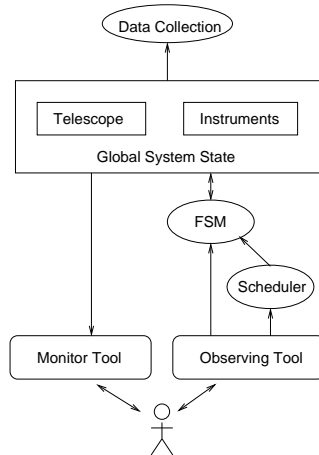 Data Collection
Telescope
Instruments
Global System State
FSM
Scheduler
Monitor Tool
Observing Tool